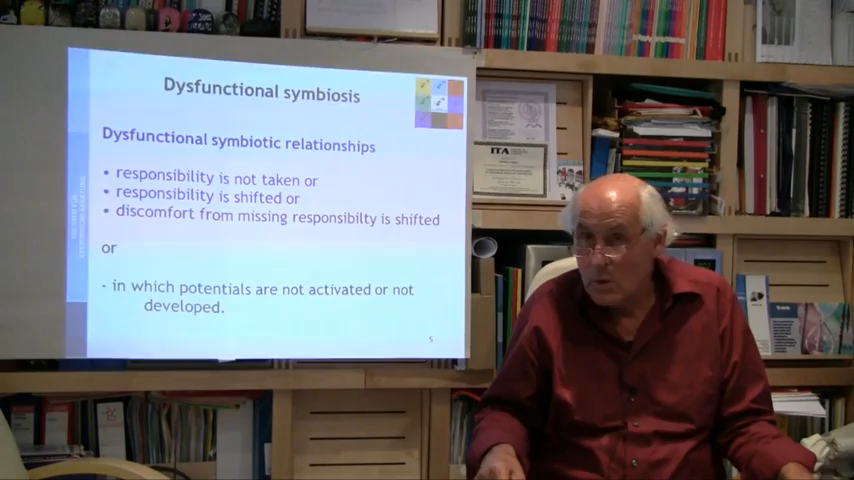 Dysfunctional symbiosis
Dysfunctional symbiotic relationships
• responsibility is not taken or
• responsibility is shifted or
• discomfort from missing responsibilty is shifted
or
- in which potentials are not activated or not
developed.
5
ITA